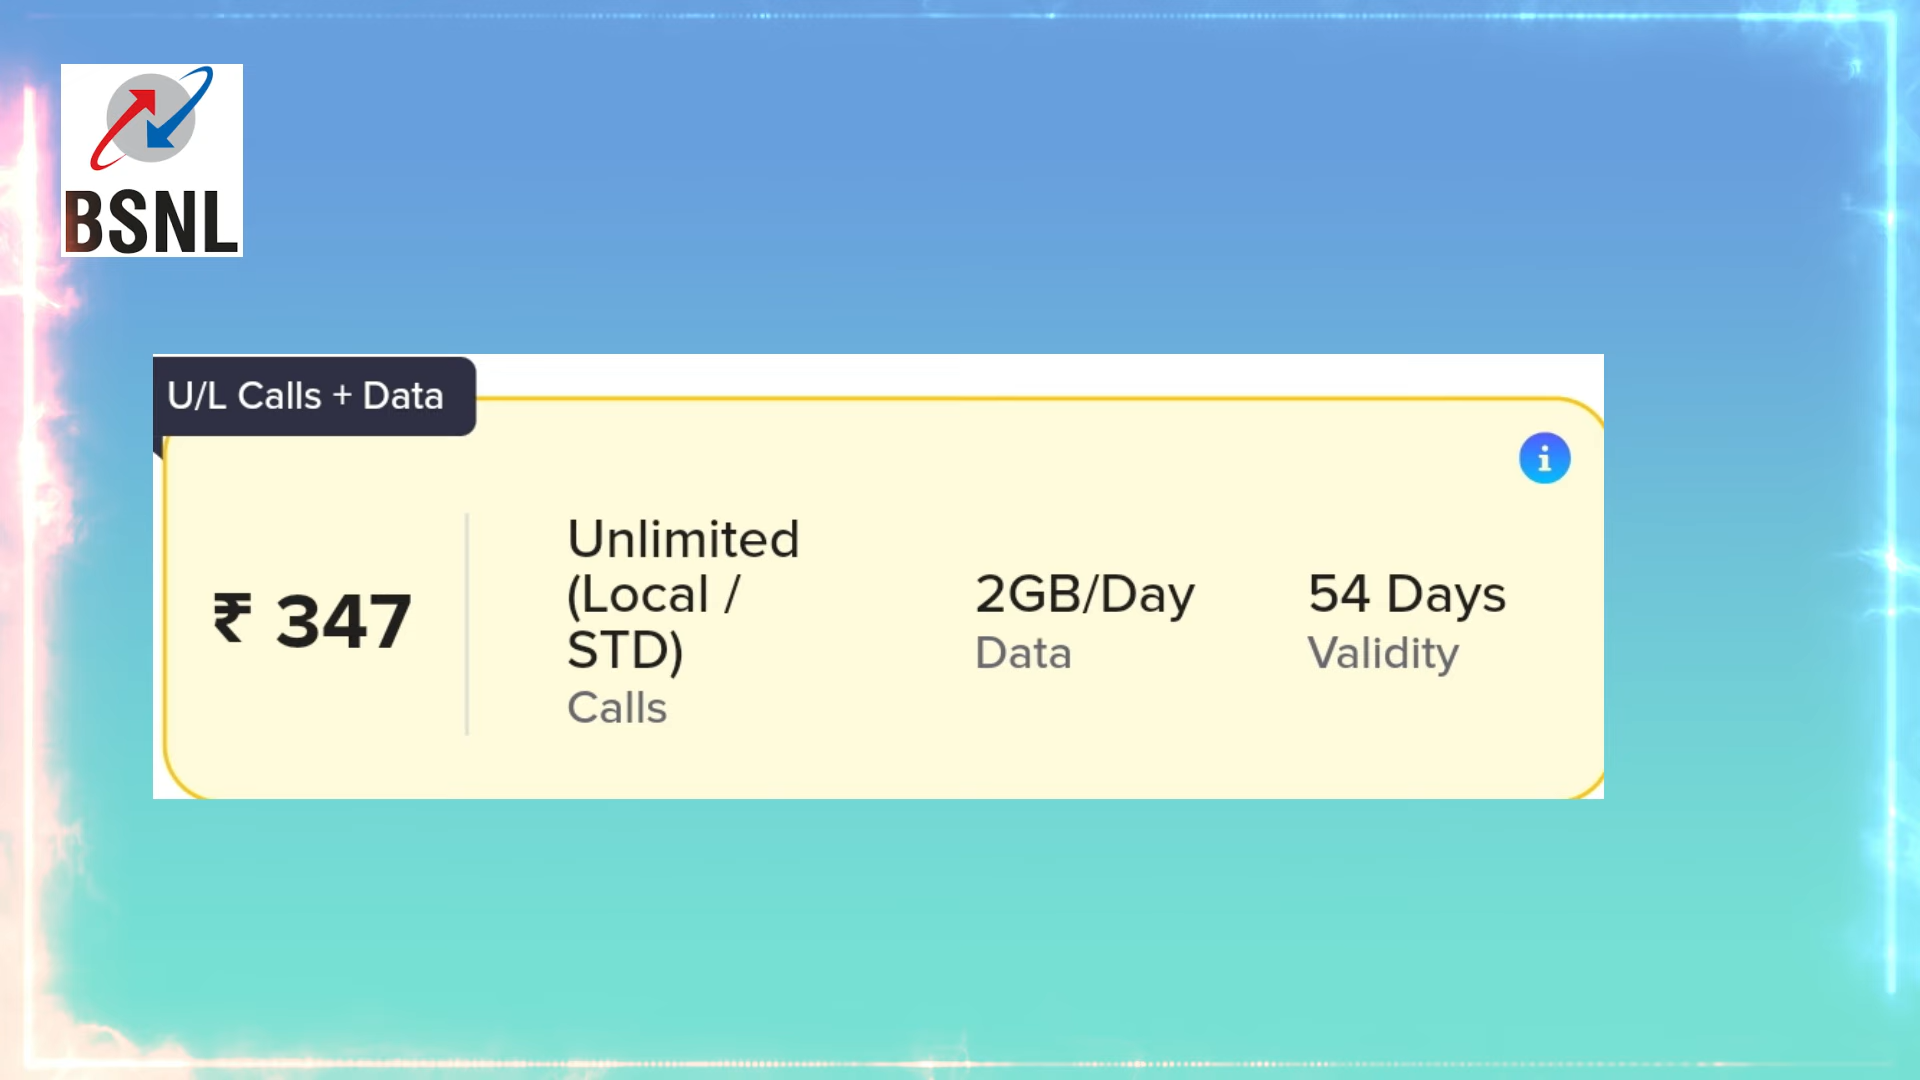 BSNL
U/L Calls + Data
i
₹ 347
Unlimited
(Local /
STD)
Calls
2GB/Day
Data
54 Days
Validity